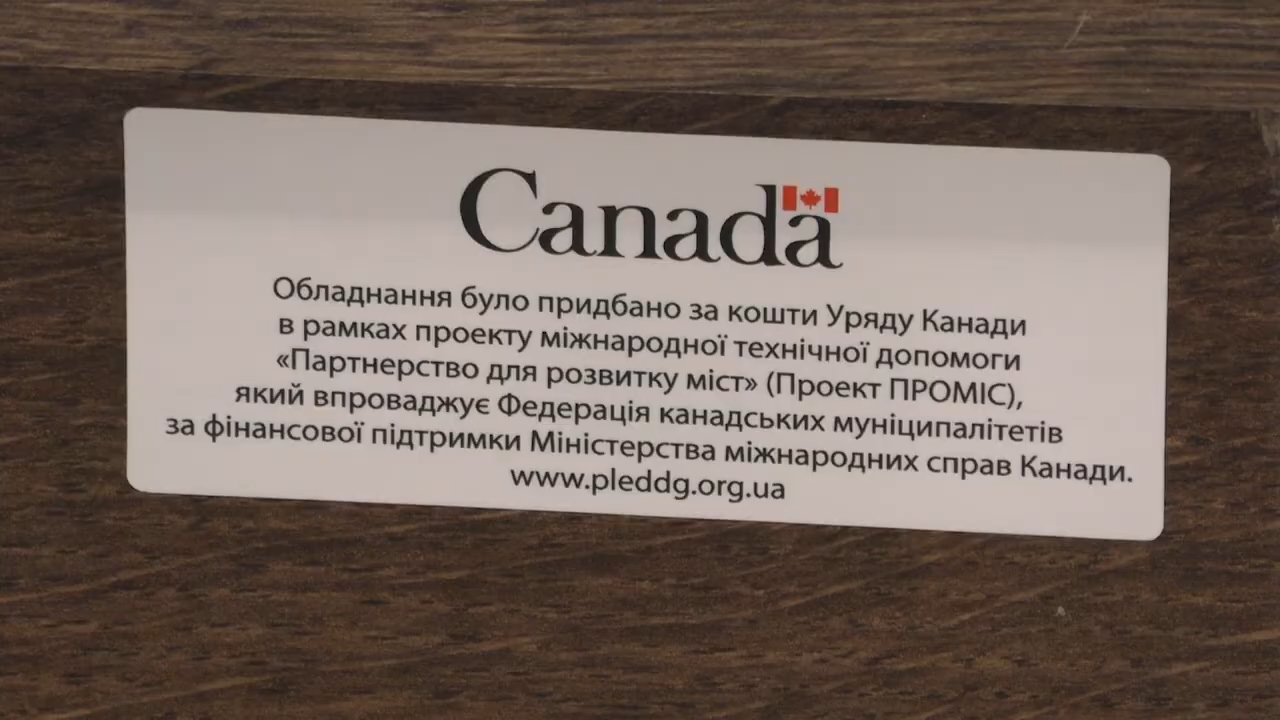 Canada
Обладнання було придбано за кошти Уряду Канади
в рамках проекту міжнародної технічної допомоги
«Партнерство для розвитку міст» (Проект ПРОМІС),
який впроваджує Федерація канадських муніципалітетів
за фінансової підтримки Міністерства міжнародних справ Канади.
www.pleddg.org.ua